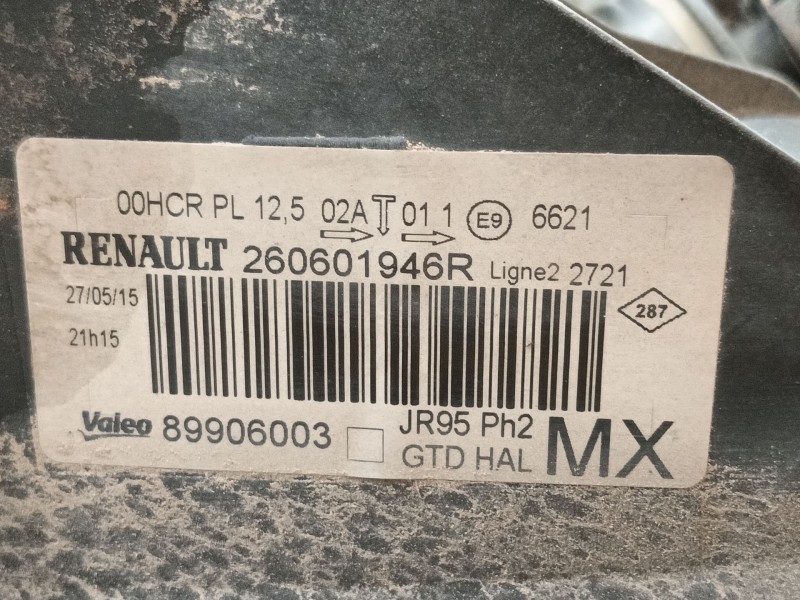 00HCR PL 12,5 02A 01 1 E9 6621
RENAULT 260601946R Ligne2 2721
27/05/15
287
21h15
Valeo 89906003 JR95 Ph2 MX
GTD HAL